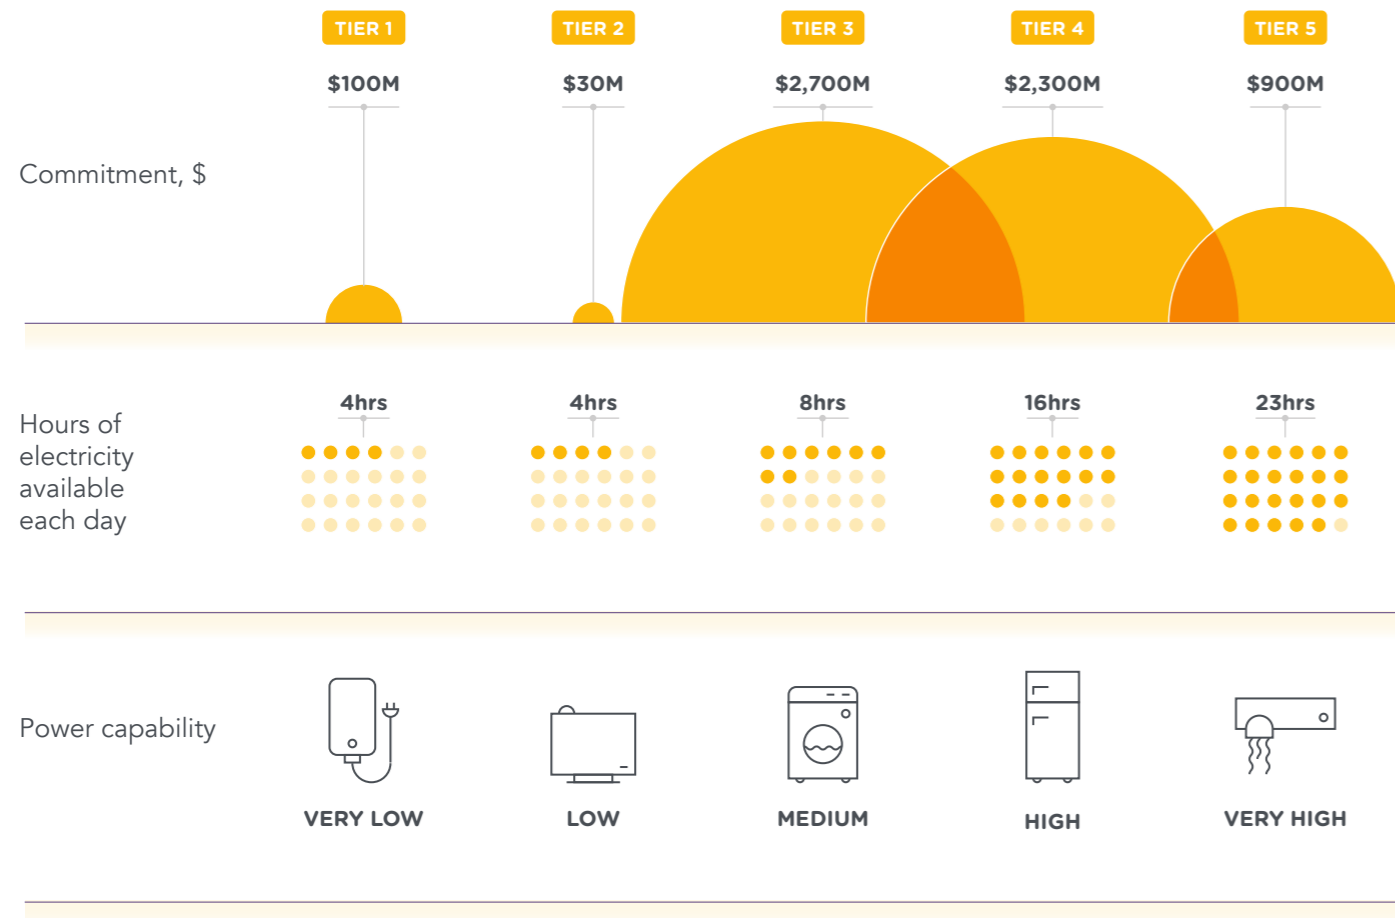 TIER 1
TIER 2
TIER 3
TIER 4
TIER 5
$100M
$30M
$2,700M
$2,300M
$900M
Commitment, $
4hrs
4hrs
8hrs
16hrs
23hrs
Hours of
electricity
available
each day
Power capability
VERY LOW
LOW
MEDIUM
HIGH
VERY HIGH